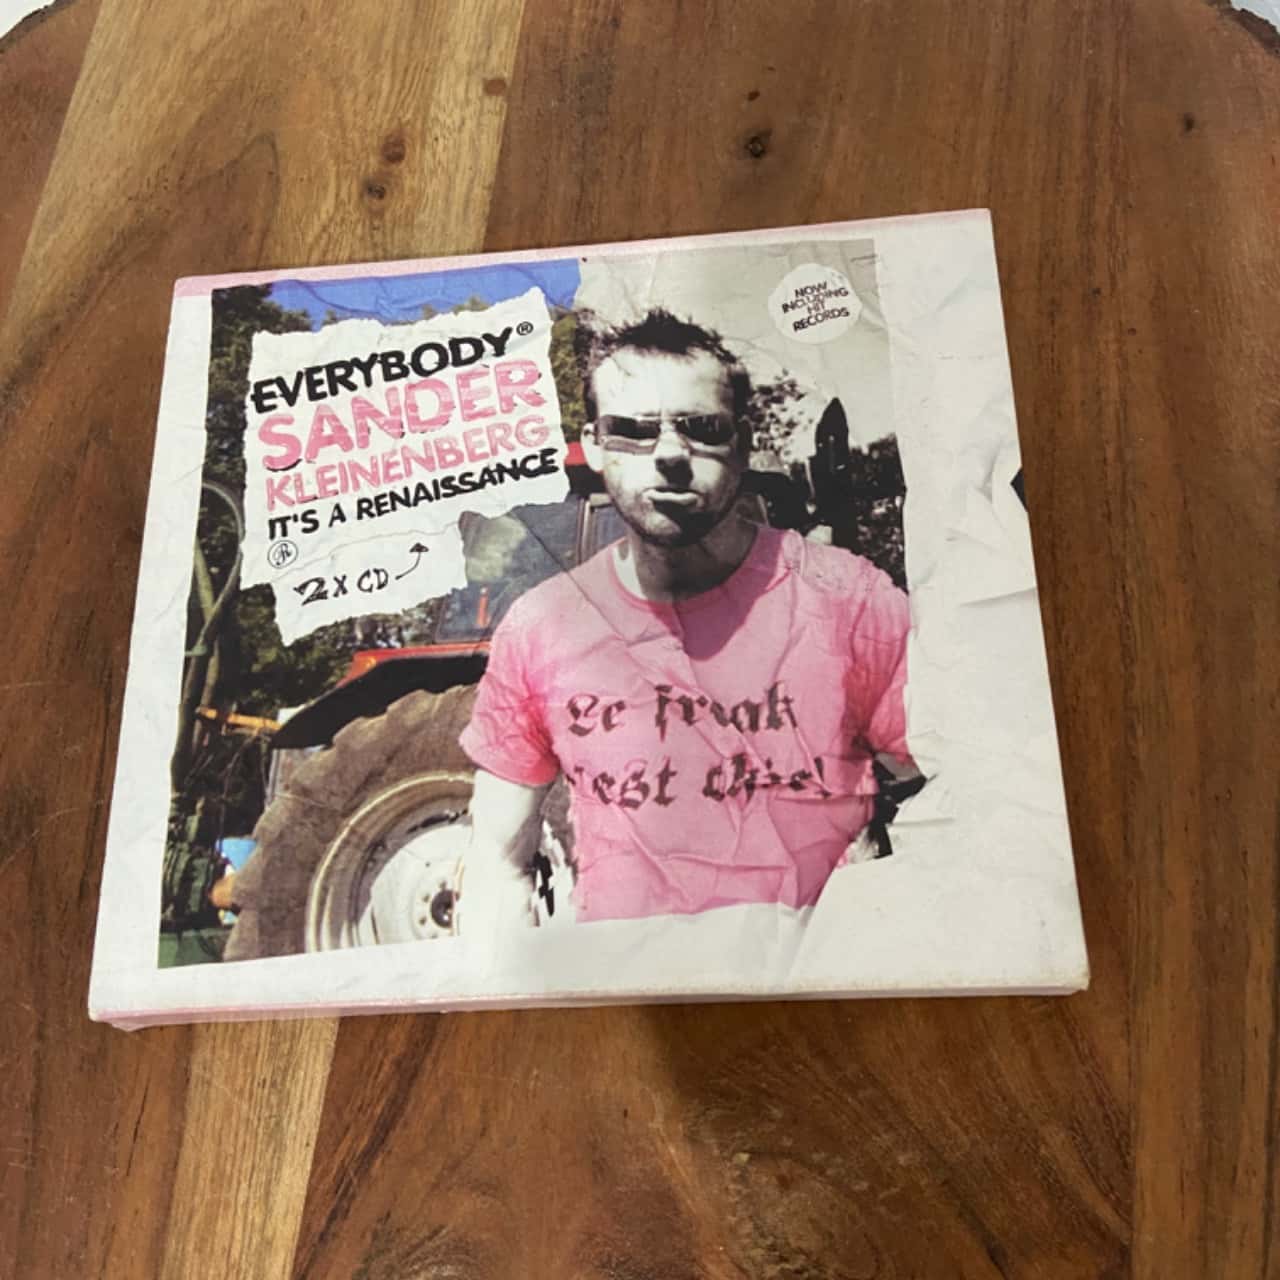 EVERYBODY®
SANDER
KLEINENBERG
IT'S A RENAISSANCE
R
2 X CD
NOW
INCLUDING
HIT
RECORDS
Le freak
c'est chic!